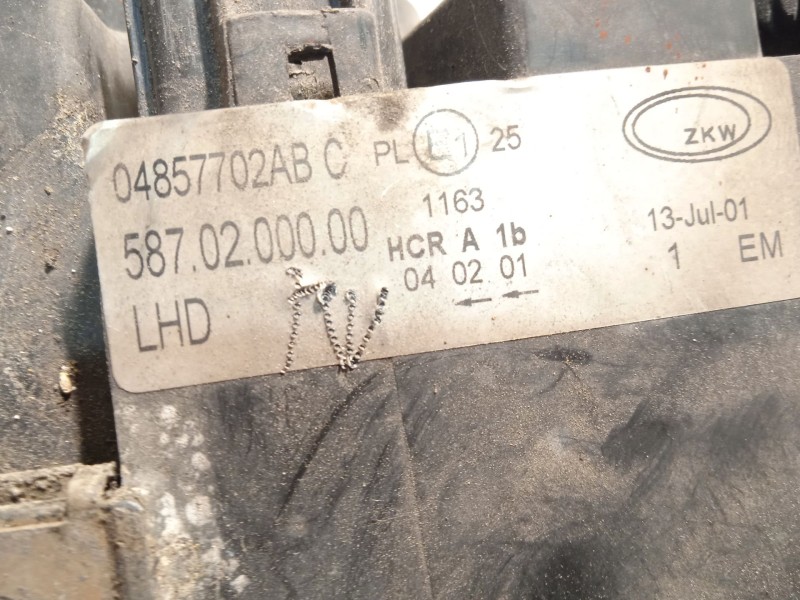 04857702AB C PL 1 25 ZKW
587.02.000.00 1163 13-Jul-01
LHD HCR A 1b 1 EM
04 02 01